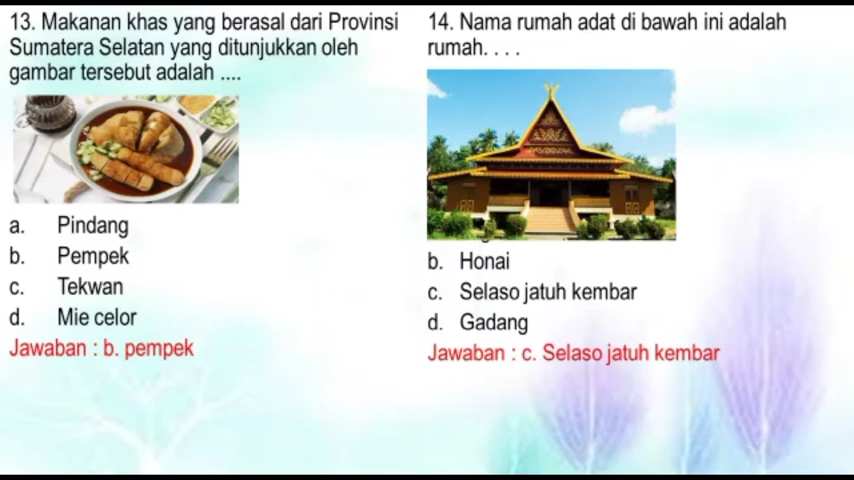 13. Makanan khas yang berasal dari Provinsi
Sumatera Selatan yang ditunjukkan oleh
gambar tersebut adalah ....
a. Pindang
b. Pempek
c. Tekwan
d. Mie celor
Jawaban : b. pempek
14. Nama rumah adat di bawah ini adalah
rumah. . . .
b. Honai
c. Selaso jatuh kembar
d. Gadang
Jawaban : c. Selaso jatuh kembar